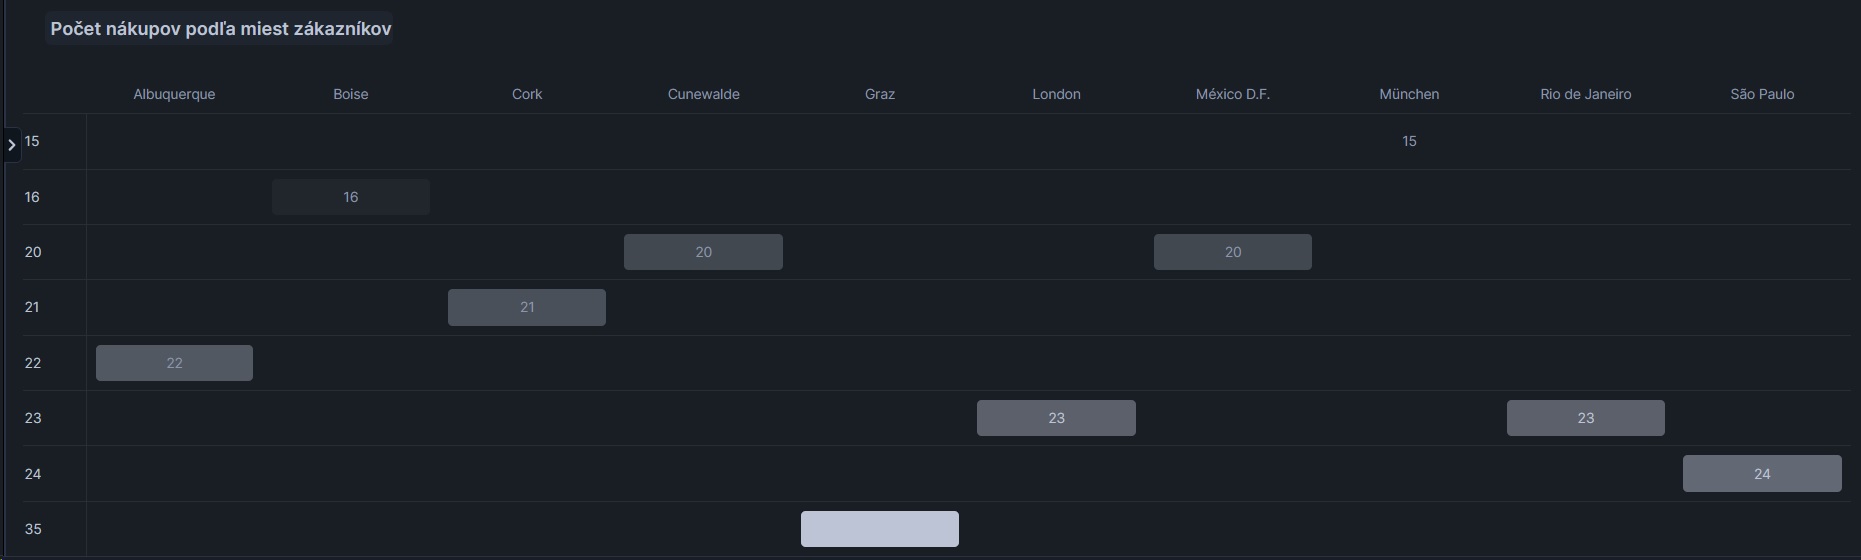 Počet nákupov podľa miest zákazníkov
Albuquerque Boise Cork Cunewalde Graz London México D.F. München Rio de Janeiro São Paulo
15 15
16 16
20 20 20
21 21
22 22
23 23 23
24 24
35